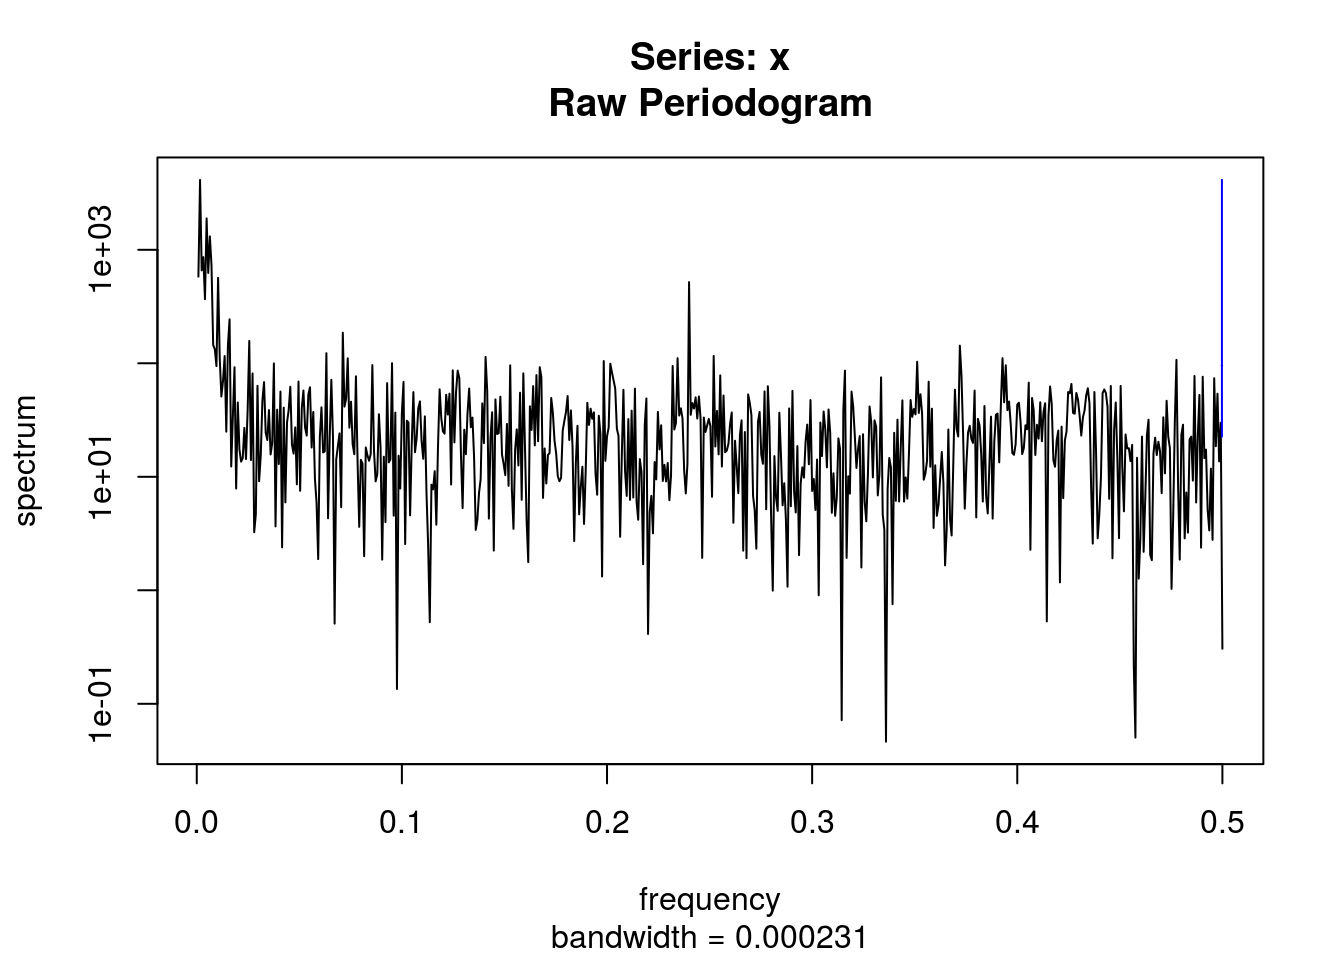 Series: x
Raw Periodogram
1e+03
1e+01
1e-01
spectrum
0.0 0.1 0.2 0.3 0.4 0.5
frequency
bandwidth = 0.000231